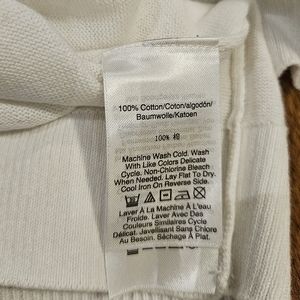 100% Cotton/Coton/algodón/
Baumwolle/Katoen
100% 棉
Machine Wash Cold. Wash
With Like Colors Delicate
Cycle. Non-Chlorine Bleach
When Needed. Lay Flat To Dry.
Cool Iron On Reverse Side.
Laver À La Machine À L'eau
Froide. Laver Avec Des
Couleurs Similaires Cycle
Délicat. Javellisant Sans Chlore
Au Besoin. Séchage À Plat.